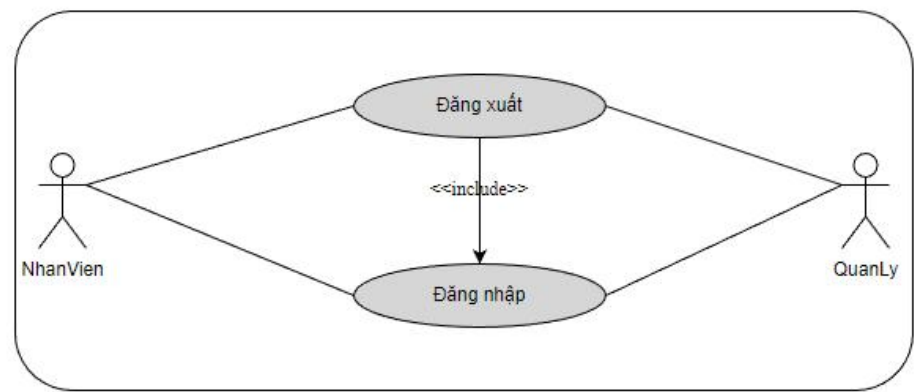 Đăng xuất
<<include>>
NhanVien
QuanLy
Đăng nhập